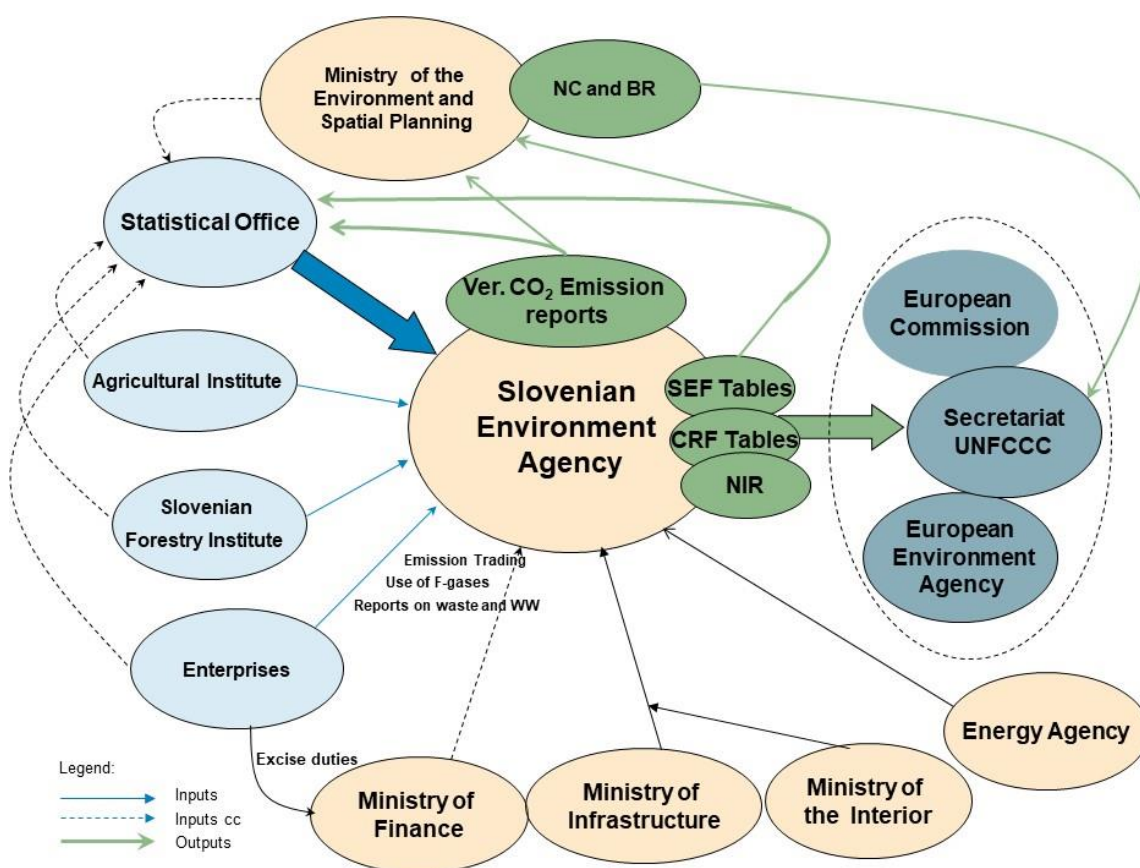 Ministry of the
Environment and
Spatial Planning
NC and BR
Statistical Office
Ver. CO₂ Emission
reports
European
Commission
Agricultural Institute
Slovenian
Environment
Agency
SEF Tables
CRF Tables
NIR
Secretariat
UNFCCC
Slovenian
Forestry Institute
European
Environment
Agency
Emission Trading
Use of F-gases
Reports on waste and WW
Enterprises
Energy Agency
Excise duties
Ministry of
Finance
Ministry of
Infrastructure
Ministry of
the Interior
Legend:
Inputs
Inputs cc
Outputs